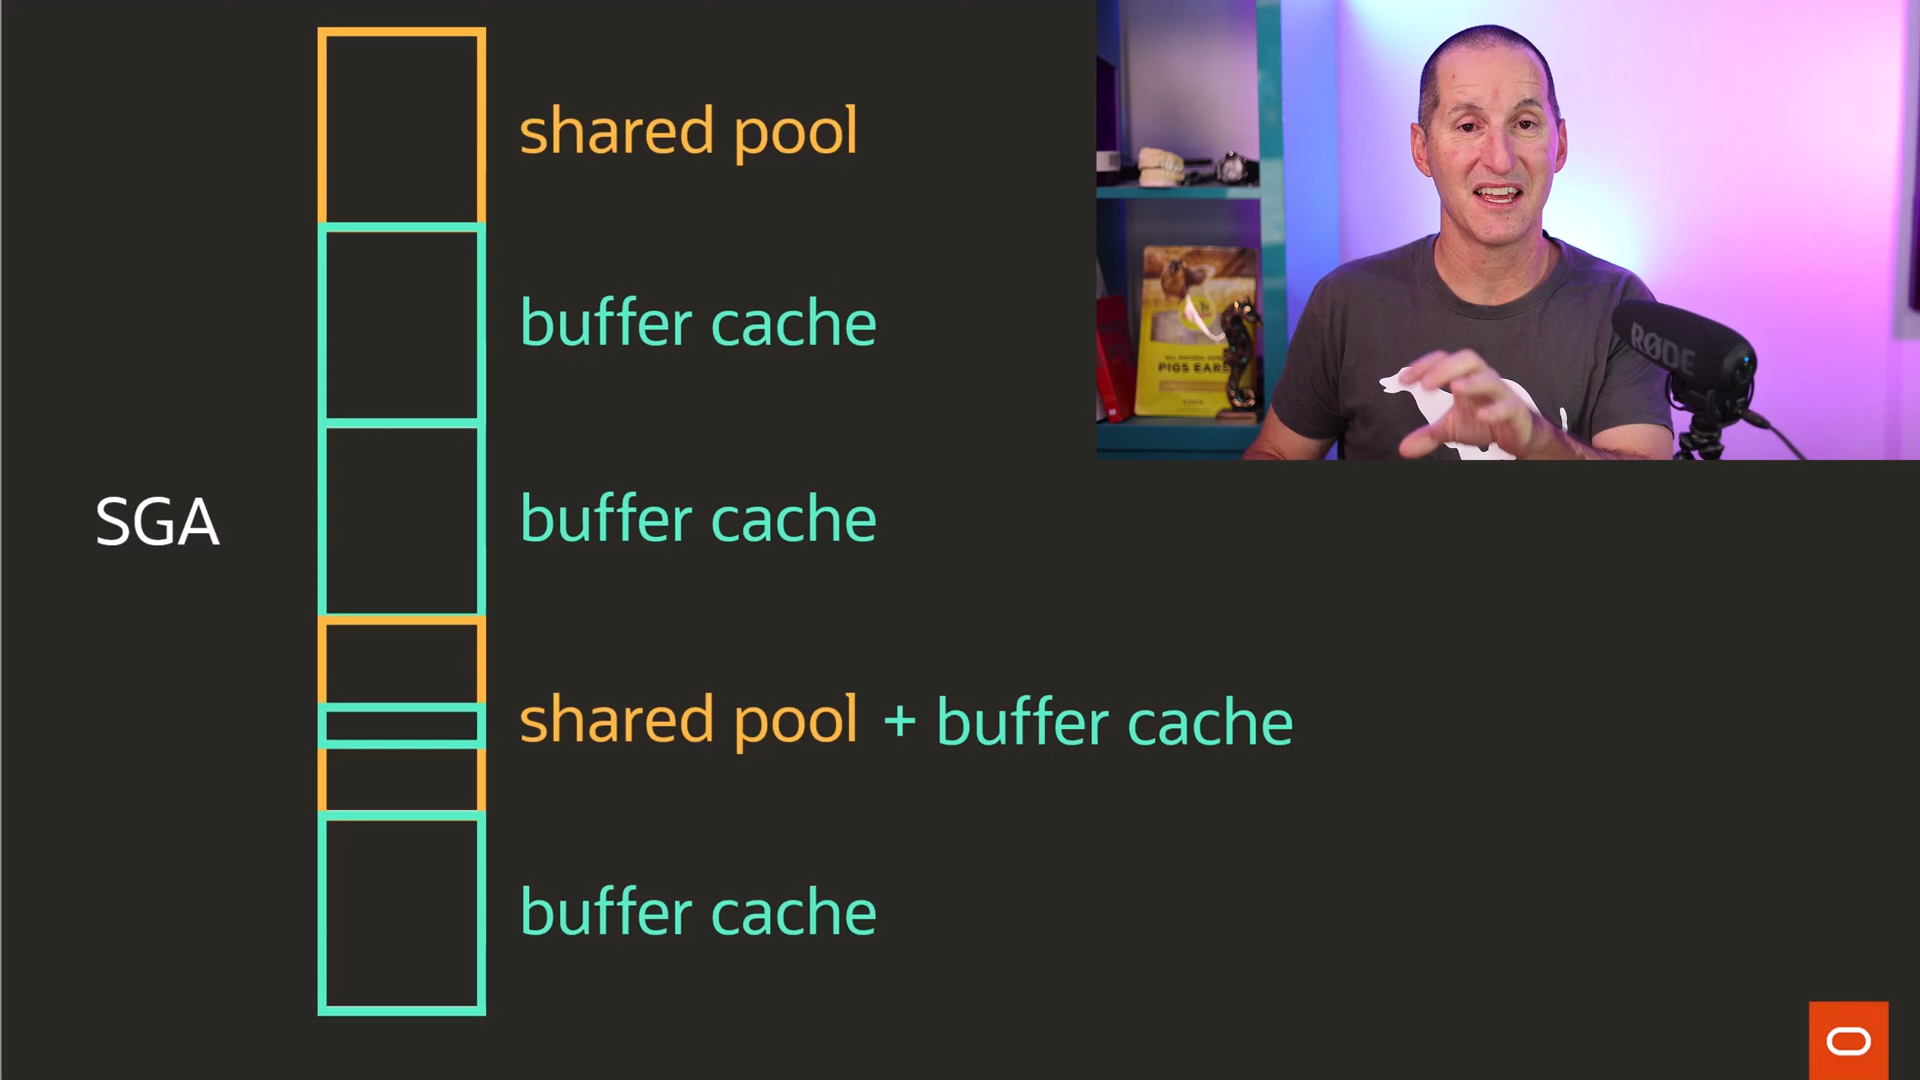 shared pool
buffer cache
buffer cache
SGA
shared pool + buffer cache
buffer cache
RØDE
PIGS EARS